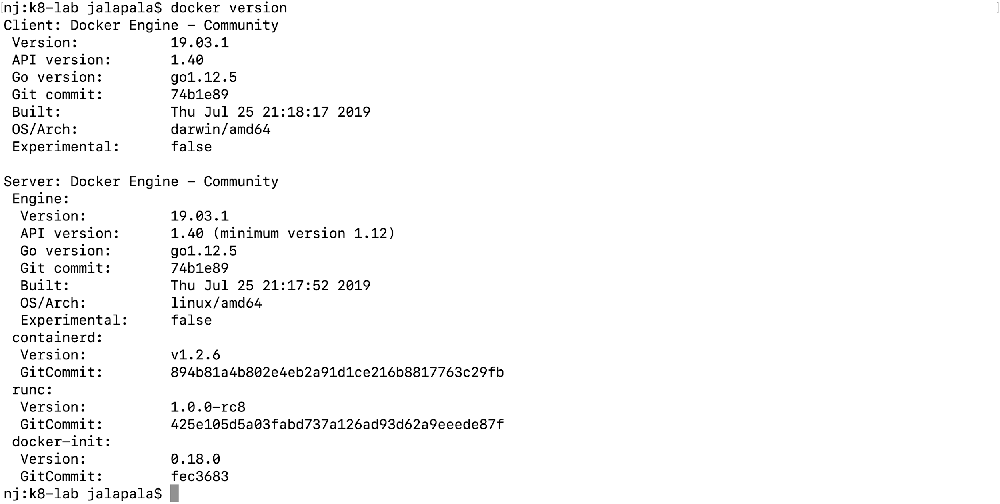 [nj:k8-lab jalapala$ docker version ]
Client: Docker Engine - Community
 Version:           19.03.1
 API version:       1.40
 Go version:        go1.12.5
 Git commit:        74b1e89
 Built:             Thu Jul 25 21:18:17 2019
 OS/Arch:           darwin/amd64
 Experimental:      false

Server: Docker Engine - Community
 Engine:
  Version:          19.03.1
  API version:      1.40 (minimum version 1.12)
  Go version:       go1.12.5
  Git commit:       74b1e89
  Built:            Thu Jul 25 21:17:52 2019
  OS/Arch:          linux/amd64
  Experimental:     false
 containerd:
  Version:          v1.2.6
  GitCommit:        894b81a4b802e4eb2a91d1ce216b8817763c29fb
 runc:
  Version:          1.0.0-rc8
  GitCommit:        425e105d5a03fabd737a126ad93d62a9eeede87f
 docker-init:
  Version:          0.18.0
  GitCommit:        fec3683
nj:k8-lab jalapala$